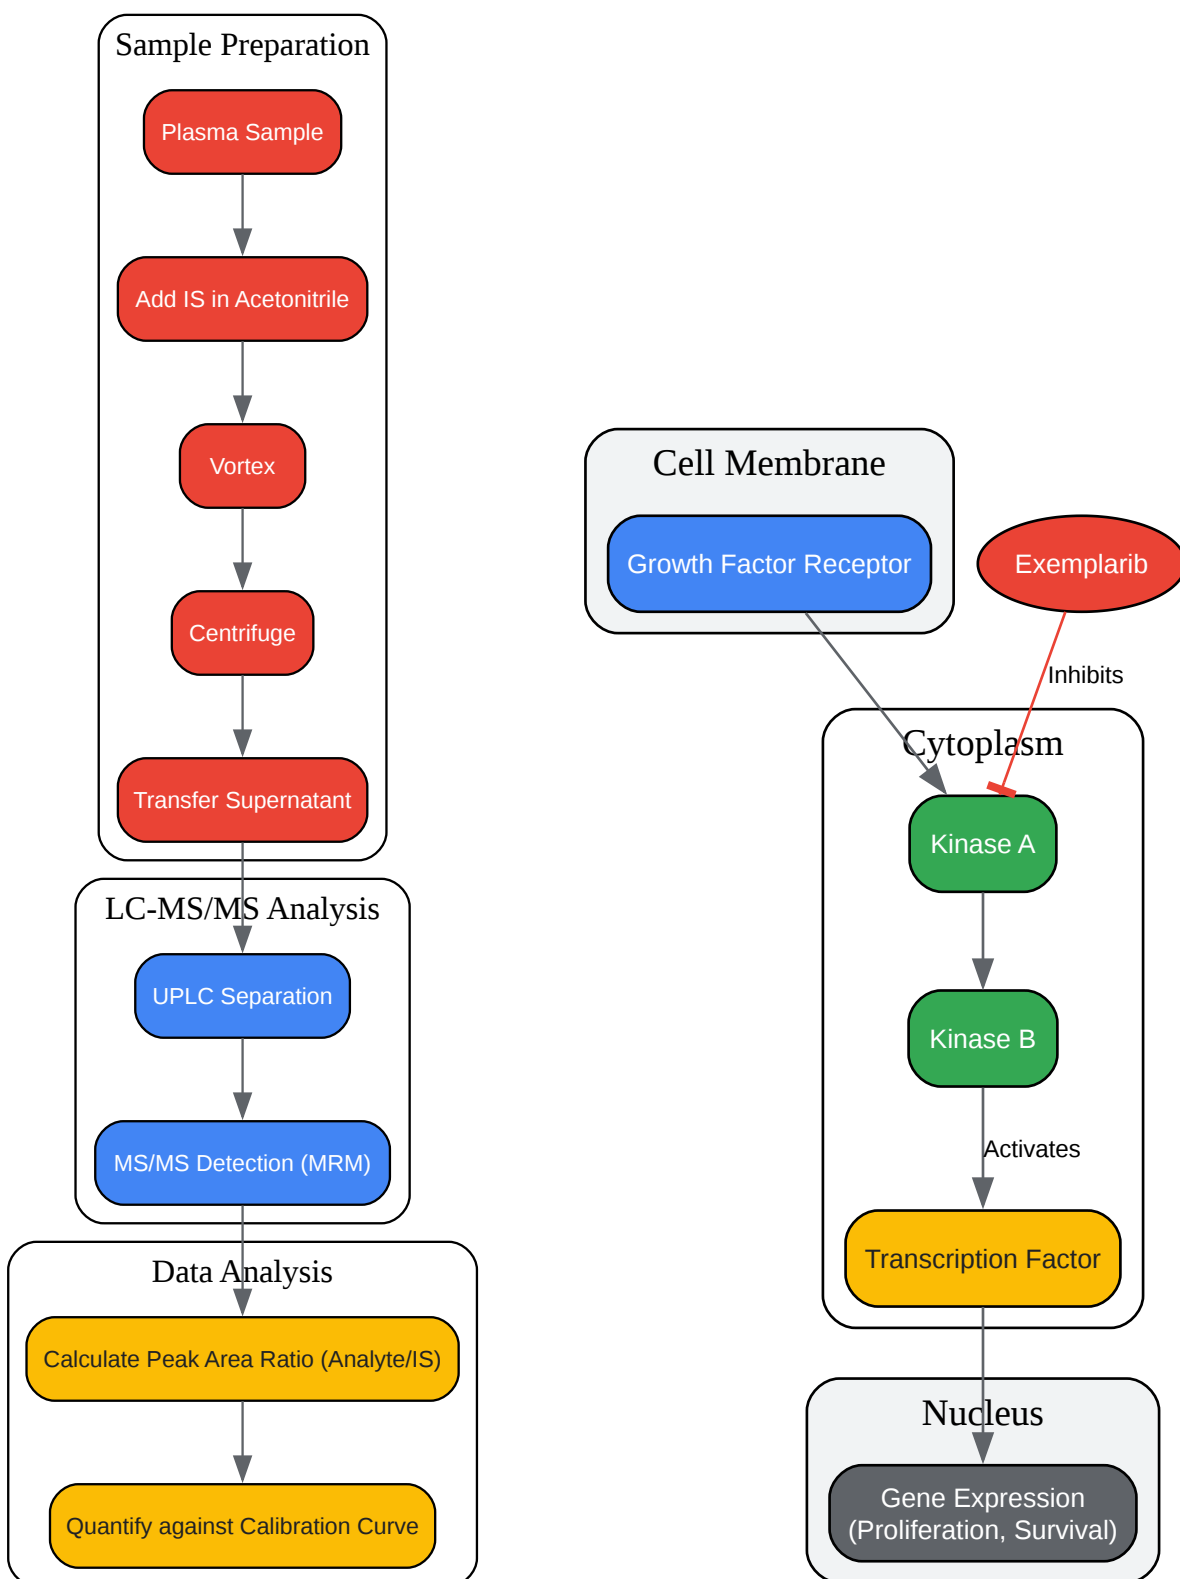 Sample Preparation
Plasma Sample
Add IS in Acetonitrile
Vortex
Centrifuge
Transfer Supernatant
LC-MS/MS Analysis
UPLC Separation
MS/MS Detection (MRM)
Data Analysis
Calculate Peak Area Ratio (Analyte/IS)
Quantify against Calibration Curve
Cell Membrane
Growth Factor Receptor
Exemplarib
Inhibits
Cytoplasm
Kinase A
Kinase B
Activates
Transcription Factor
Nucleus
Gene Expression
(Proliferation, Survival)